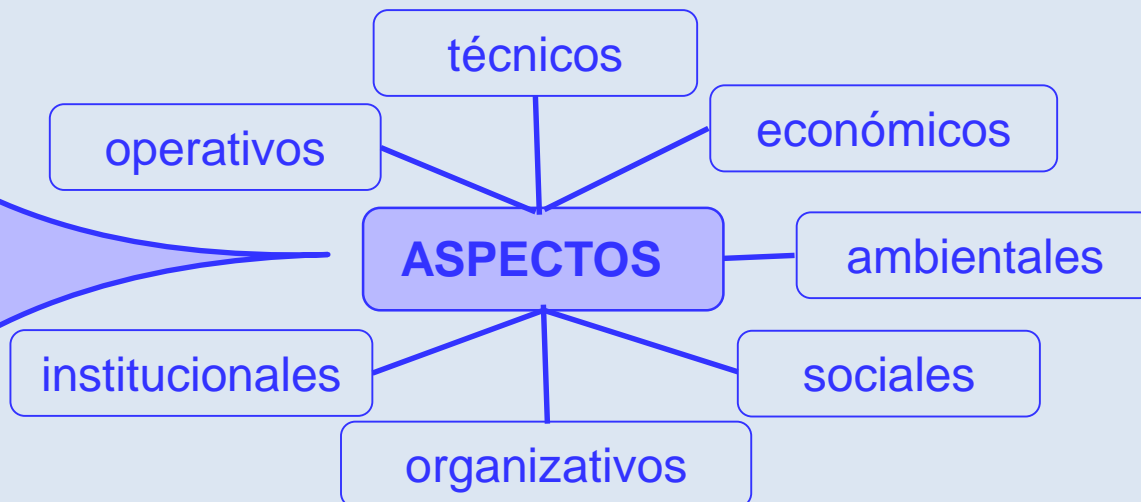 técnicos
operativos
económicos
ASPECTOS
ambientales
institucionales
sociales
organizativos